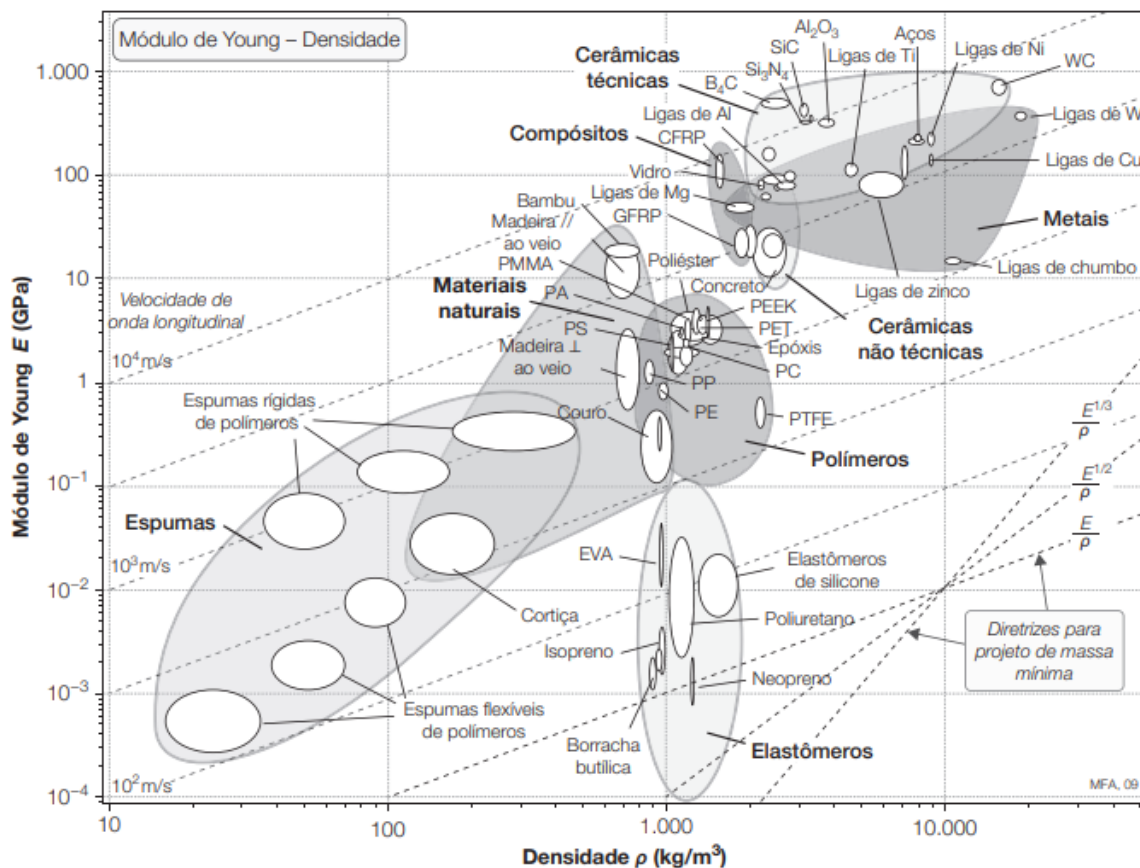 Módulo de Young – Densidade
Módulo de Young E (GPa)
1.000
100
10
1
10⁻¹
10⁻²
10⁻³
10⁻⁴
10
100
1.000
10.000
Densidade ρ (kg/m³)
Cerâmicas
técnicas
B₄C
Si₃N₄
SiC
Al₂O₃
Ligas de Ti
Aços
Ligas de Ni
WC
Ligas de W
Ligas de Cu
Metais
Ligas de chumbo
Ligas de zinco
Ligas de Al
Compósitos
CFRP
Vidro
Ligas de Mg
GFRP
Bambu
Madeira //
ao veio
PMMA
Poliéster
Concreto
Cerâmicas
não técnicas
Materiais
naturais
PA
PS
Madeira ⊥
ao veio
PEEK
PET
Epóxis
PC
PP
PE
PTFE
Couro
Polímeros
Velocidade de
onda longitudinal
10⁴ m/s
10³ m/s
10² m/s
Espumas rígidas
de polímeros
Espumas
Cortiça
Espumas flexíveis
de polímeros
EVA
Isopreno
Borracha
butílica
Elastômeros
de silicone
Poliuretano
Neopreno
Elastômeros
E^1/3
ρ
E^1/2
ρ
E
ρ
Diretrizes para
projeto de massa
mínima
MFA, 09